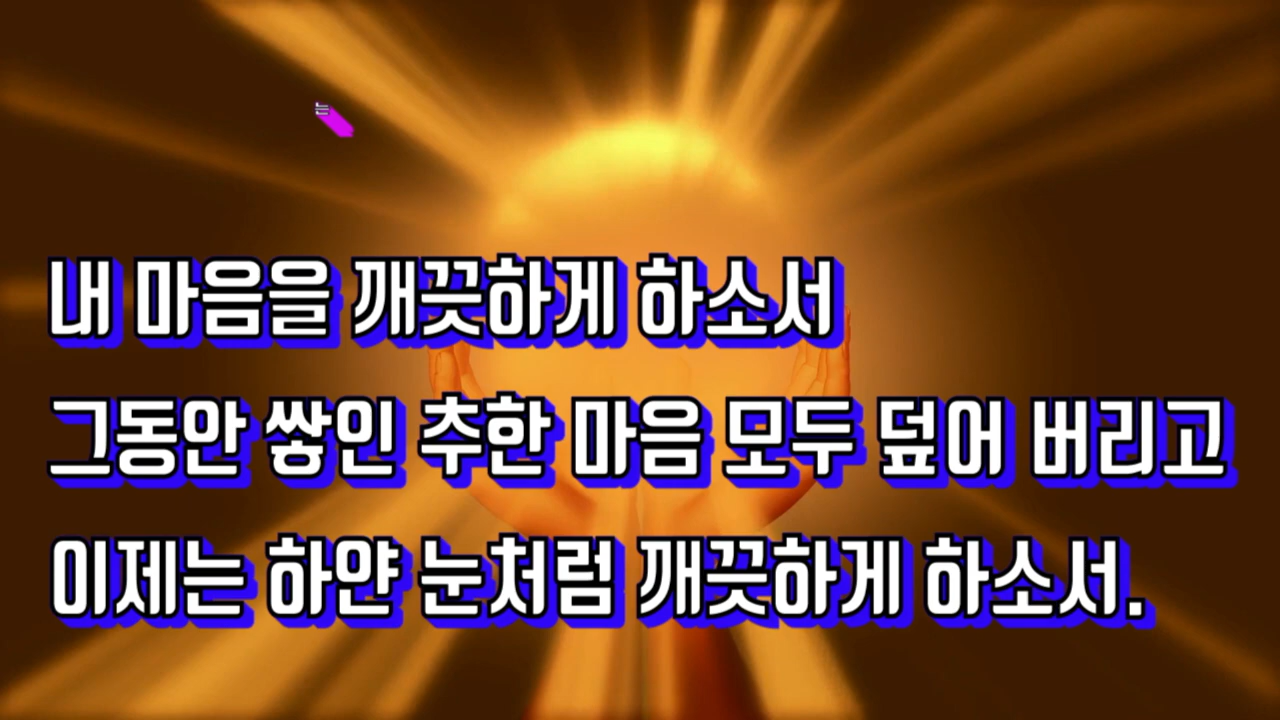 내 마음을 깨끗하게 하소서
그동안 쌓인 추한 마음 모두 덮어 버리고
이제는 하얀 눈처럼 깨끗하게 하소서.